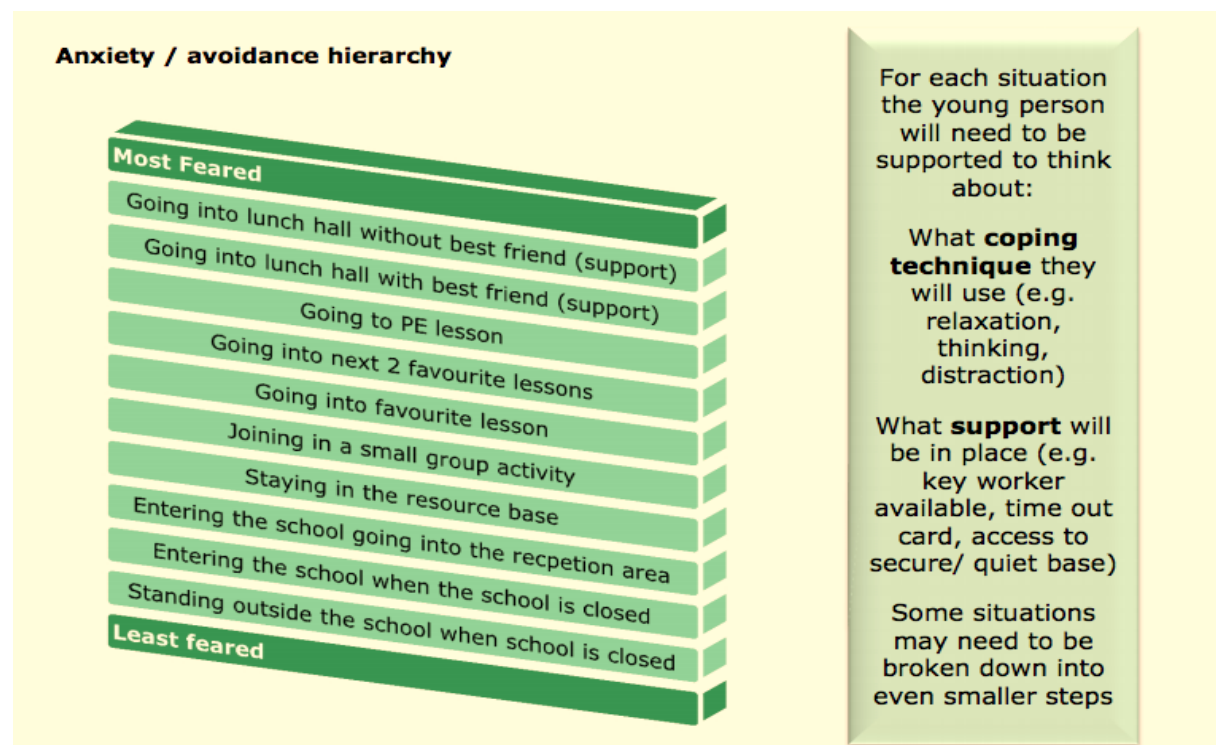 Anxiety / avoidance hierarchy
Most Feared
Going into lunch hall without best friend (support)
Going into lunch hall with best friend (support)
Going to PE lesson
Going into next 2 favourite lessons
Going into favourite lesson
Joining in a small group activity
Staying in the resource base
Entering the school going into the recpetion area
Entering the school when the school is closed
Standing outside the school when school is closed
Least feared
For each situation
the young person
will need to be
supported to think
about:
What coping
technique they
will use (e.g.
relaxation,
thinking,
distraction)
What support will
be in place (e.g.
key worker
available, time out
card, access to
secure/ quiet base)
Some situations
may need to be
broken down into
even smaller steps